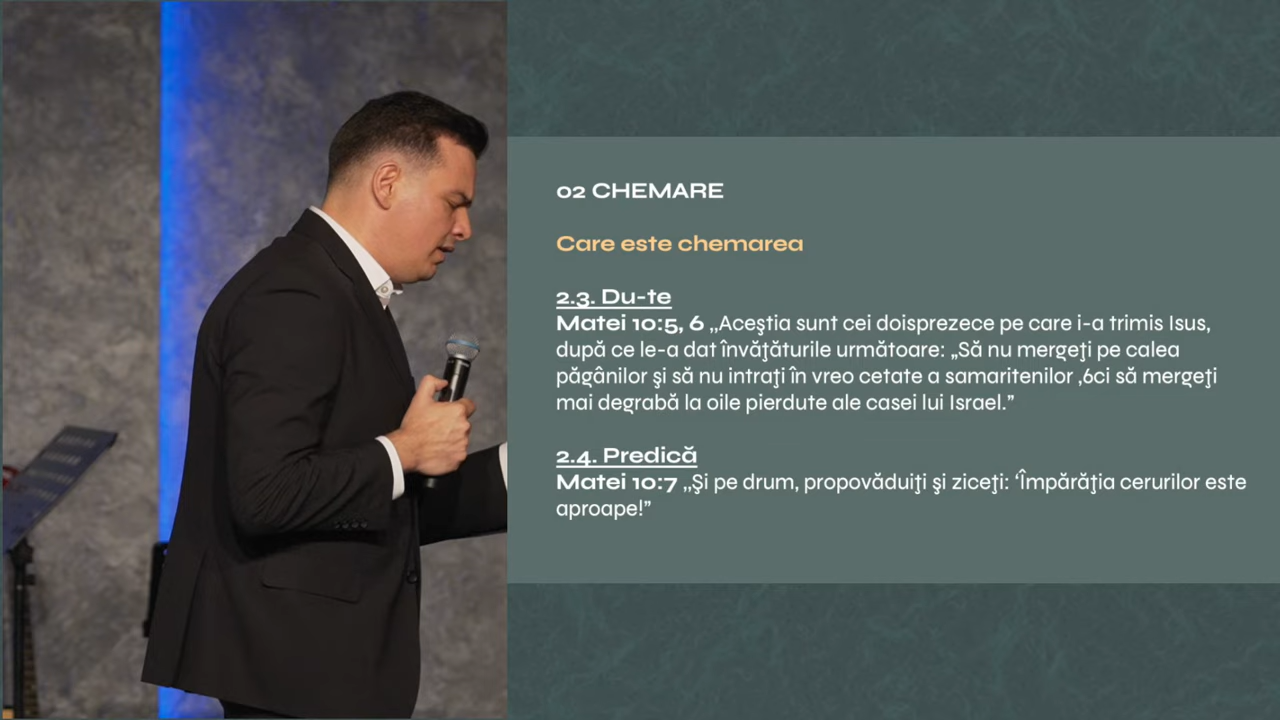 02 CHEMARE
Care este chemarea
2.3. Du-te
Matei 10:5, 6 „Aceştia sunt cei doisprezece pe care i-a trimis Isus,
după ce le-a dat învăţăturile următoare: „Să nu mergeţi pe calea
păgânilor şi să nu intraţi în vreo cetate a samaritenilor ,6ci să mergeţi
mai degrabă la oile pierdute ale casei lui Israel.”
2.4. Predică
Matei 10:7 „Şi pe drum, propovăduiţi şi ziceţi: ‘Împărăţia cerurilor este
aproape!”